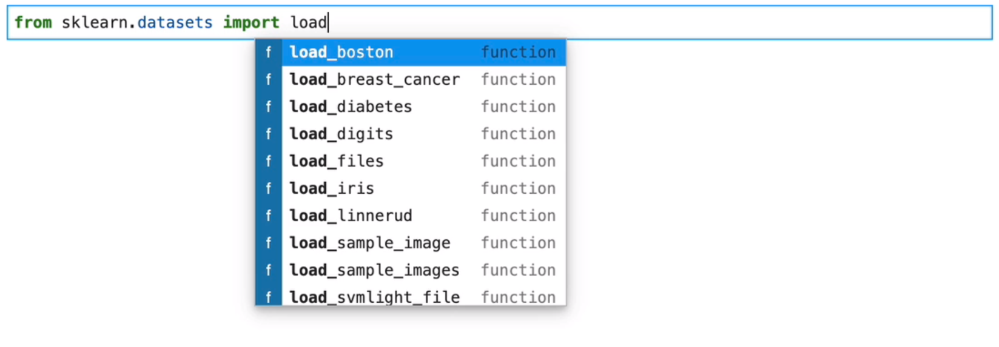 from sklearn.datasets import load
f load_boston function
f load_breast_cancer function
f load_diabetes function
f load_digits function
f load_files function
f load_iris function
f load_linnerud function
f load_sample_image function
f load_sample_images function
f load_svmlight_file function